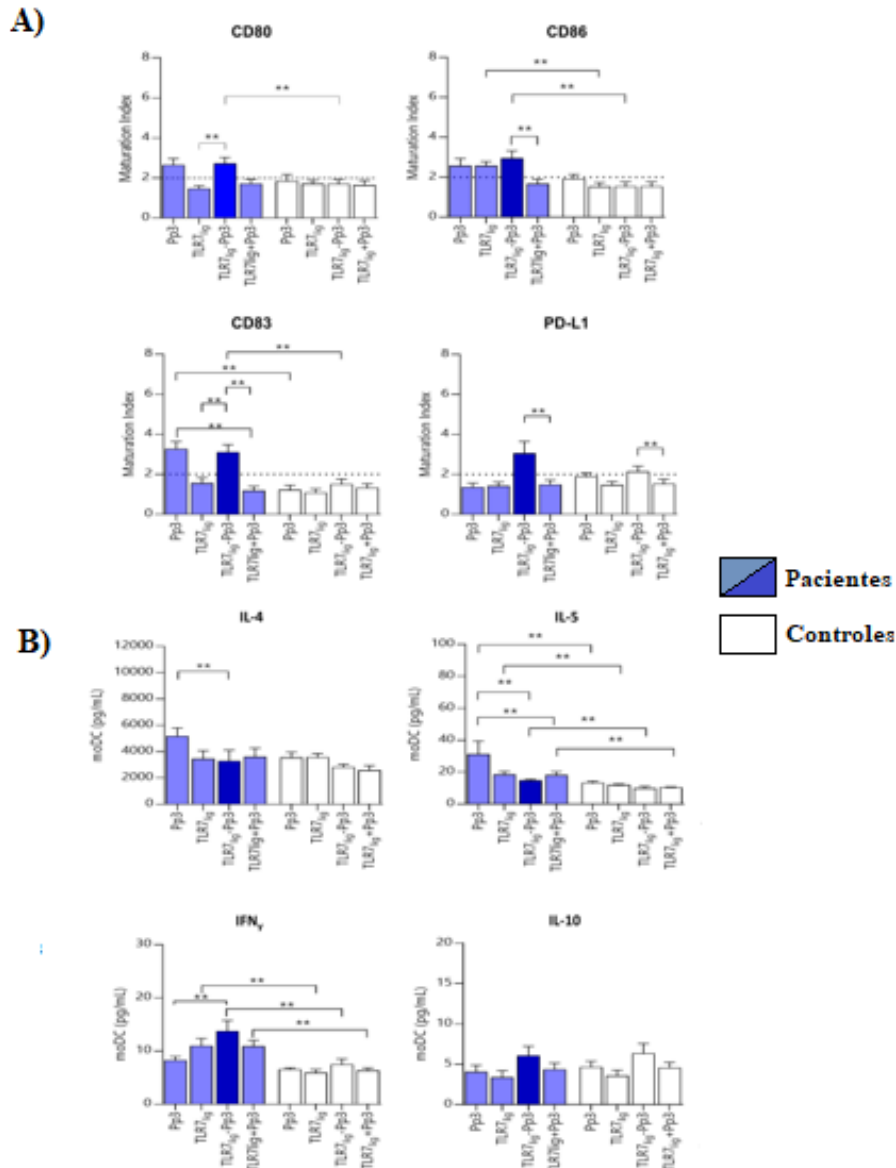 A)
CD80
Maturation Index
8
6
4
2
0
**
**
Pp3
TLR7lig
TLR7lig-Pp3
TLR7lig+Pp3
Pp3
TLR7lig
TLR7lig-Pp3
TLR7lig+Pp3
CD86
Maturation Index
8
6
4
2
0
**
**
**
Pp3
TLR7lig
TLR7lig-Pp3
TLR7lig+Pp3
Pp3
TLR7lig
TLR7lig-Pp3
TLR7lig+Pp3
CD83
Maturation Index
8
6
4
2
0
**
**
**
**
**
Pp3
TLR7lig
TLR7lig-Pp3
TLR7lig+Pp3
Pp3
TLR7lig
TLR7lig-Pp3
TLR7lig+Pp3
PD-L1
Maturation Index
8
6
4
2
0
**
**
Pp3
TLR7lig
TLR7lig-Pp3
TLR7lig+Pp3
Pp3
TLR7lig
TLR7lig-Pp3
TLR7lig+Pp3
Pacientes
Controles
B)
IL-4
moDC (pg/mL)
12000
10000
8000
6000
4000
2000
0
**
Pp3
TLR7lig
TLR7lig-Pp3
TLR7lig+Pp3
Pp3
TLR7lig
TLR7lig-Pp3
TLR7lig+Pp3
IL-5
moDC (pg/mL)
100
80
60
40
20
0
**
**
**
**
**
**
Pp3
TLR7lig
TLR7lig-Pp3
TLR7lig+Pp3
Pp3
TLR7lig
TLR7lig-Pp3
TLR7lig+Pp3
IFNγ
moDC (pg/mL)
30
20
10
0
**
**
**
**
Pp3
TLR7lig
TLR7lig-Pp3
TLR7lig+Pp3
Pp3
TLR7lig
TLR7lig-Pp3
TLR7lig+Pp3
IL-10
moDC (pg/mL)
20
15
10
5
0
Pp3
TLR7lig
TLR7lig-Pp3
TLR7lig+Pp3
Pp3
TLR7lig
TLR7lig-Pp3
TLR7lig+Pp3